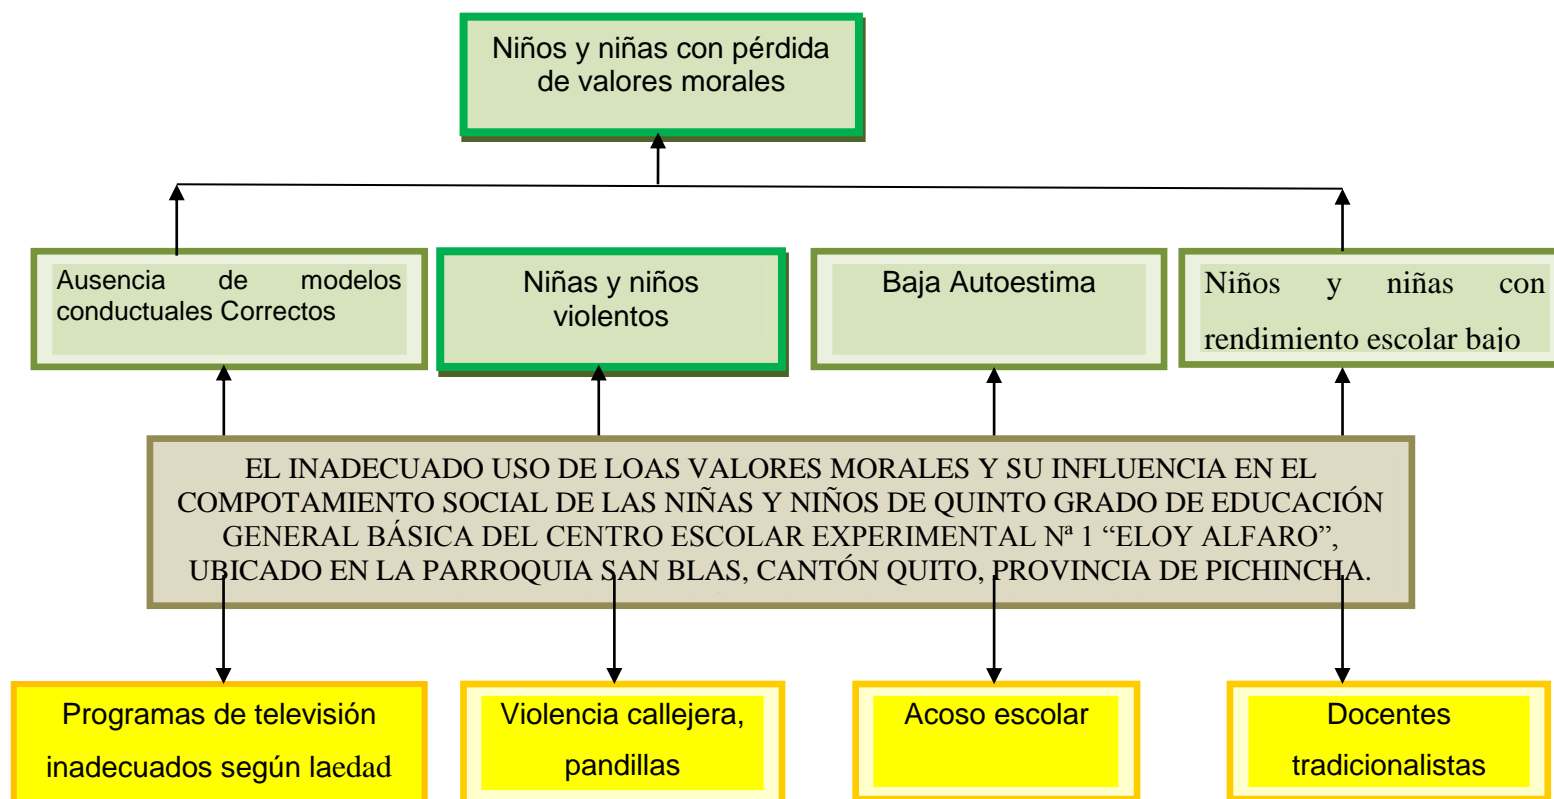 Niños y niñas con pérdida
de valores morales
Ausencia de modelos
conductuales Correctos
Niñas y niños
violentos
Baja Autoestima
Niños y niñas con
rendimiento escolar bajo
EL INADECUADO USO DE LOAS VALORES MORALES Y SU INFLUENCIA EN EL
COMPOTAMIENTO SOCIAL DE LAS NIÑAS Y NIÑOS DE QUINTO GRADO DE EDUCACIÓN
GENERAL BÁSICA DEL CENTRO ESCOLAR EXPERIMENTAL Nª 1 “ELOY ALFARO”,
UBICADO EN LA PARROQUIA SAN BLAS, CANTÓN QUITO, PROVINCIA DE PICHINCHA.
Programas de televisión
inadecuados según laedad
Violencia callejera,
pandillas
Acoso escolar
Docentes
tradicionalistas